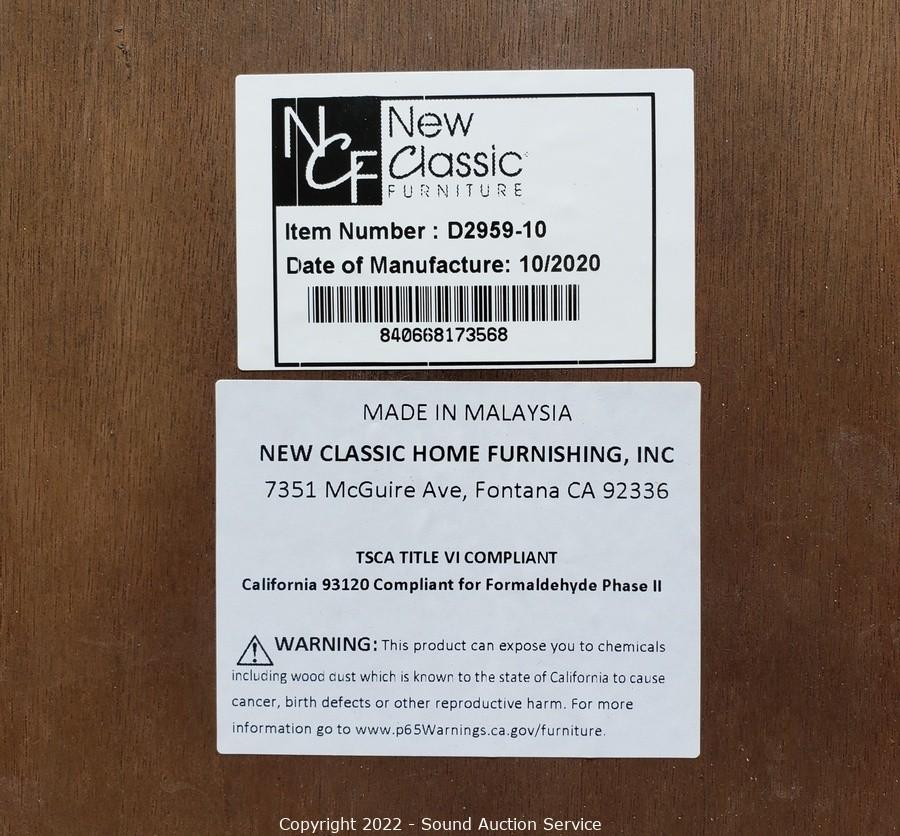 NCF
New
Classic
FURNITURE
Item Number : D2959-10
Date of Manufacture: 10/2020
840668173568
MADE IN MALAYSIA
NEW CLASSIC HOME FURNISHING, INC
7351 McGuire Ave, Fontana CA 92336
TSCA TITLE VI COMPLIANT
California 93120 Compliant for Formaldehyde Phase II
WARNING: This product can expose you to chemicals
including wood dust which is known to the state of California to cause
cancer, birth defects or other reproductive harm. For more
information go to www.p65Warnings.ca.gov/furniture.
Copyright 2022 - Sound Auction Service